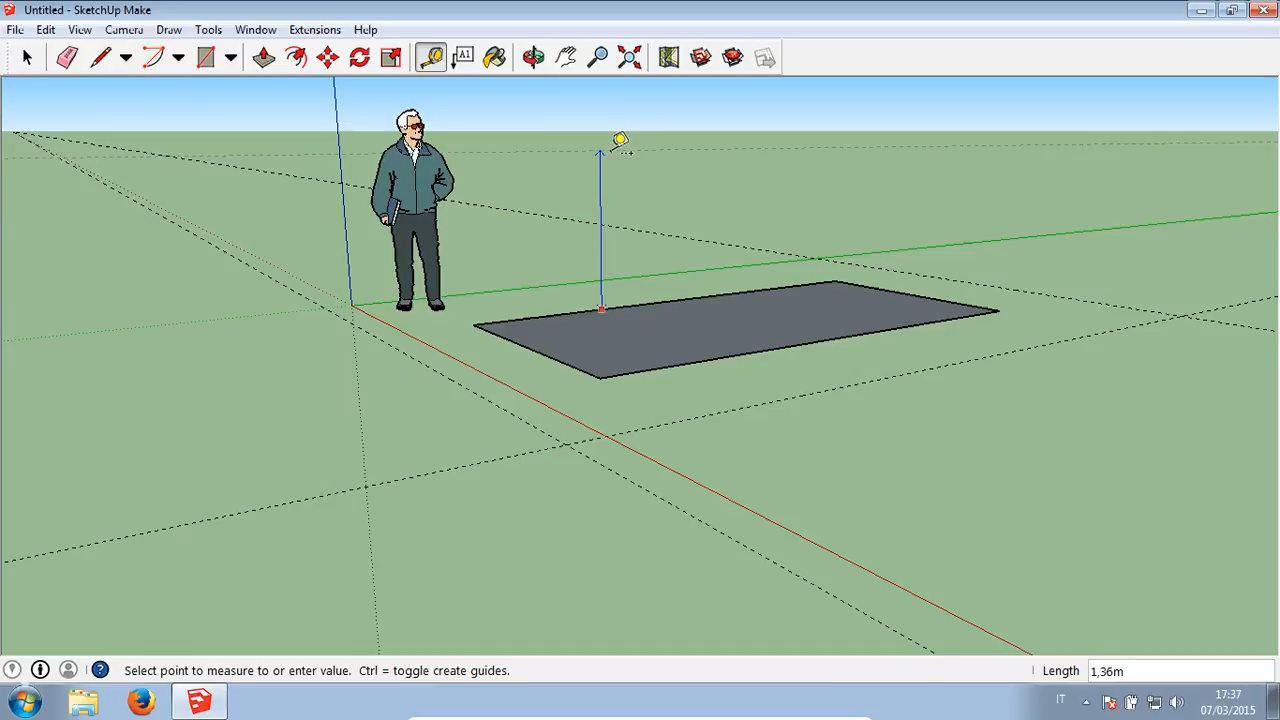 Untitled - SketchUp Make
File Edit View Camera Draw Tools Window Extensions Help
A1
Select point to measure to or enter value. Ctrl = toggle create guides.
Length 1,36m
IT
17:37
07/03/2015